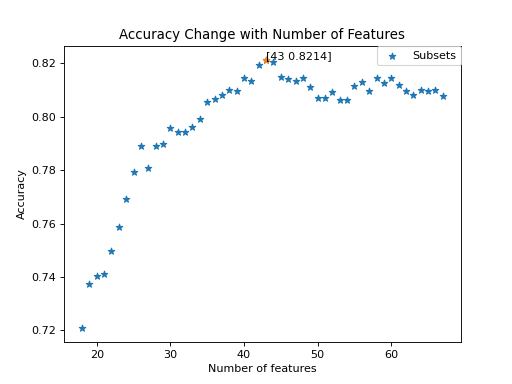 Accuracy Change with Number of Features
[43 0.8214]
Subsets
0.82
0.80
0.78
0.76
0.74
0.72
Accuracy
20 30 40 50 60
Number of features